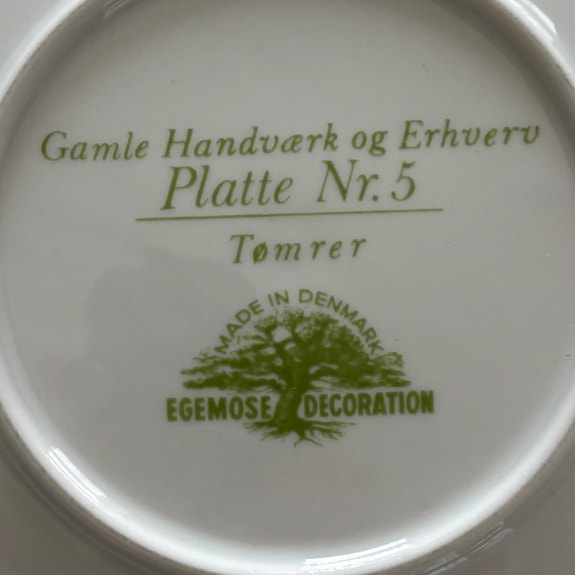 Gamle Handværk og Erhverv
Platte Nr. 5
Tømrer
MADE IN DENMARK
EGEMOSE DECORATION